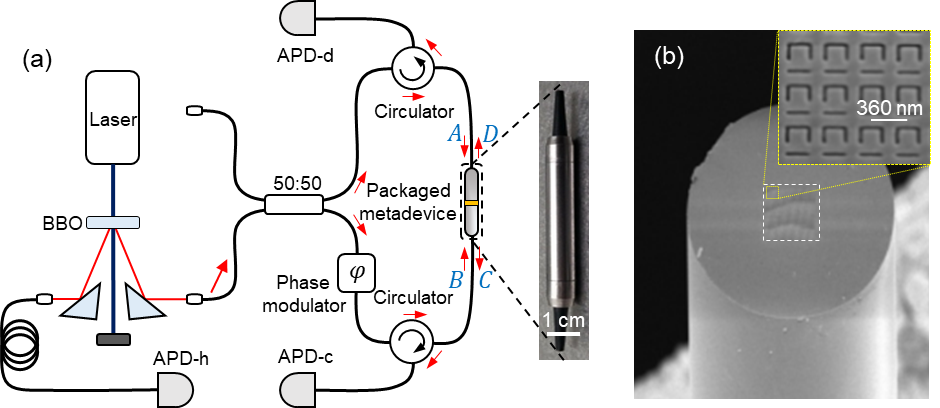 (a)
Laser
BBO
APD-h
50:50
APD-d
Circulator
Phase
modulator
φ
Circulator
APD-c
A
D
Packaged
metadevice
B
C
1 cm
(b)
360 nm